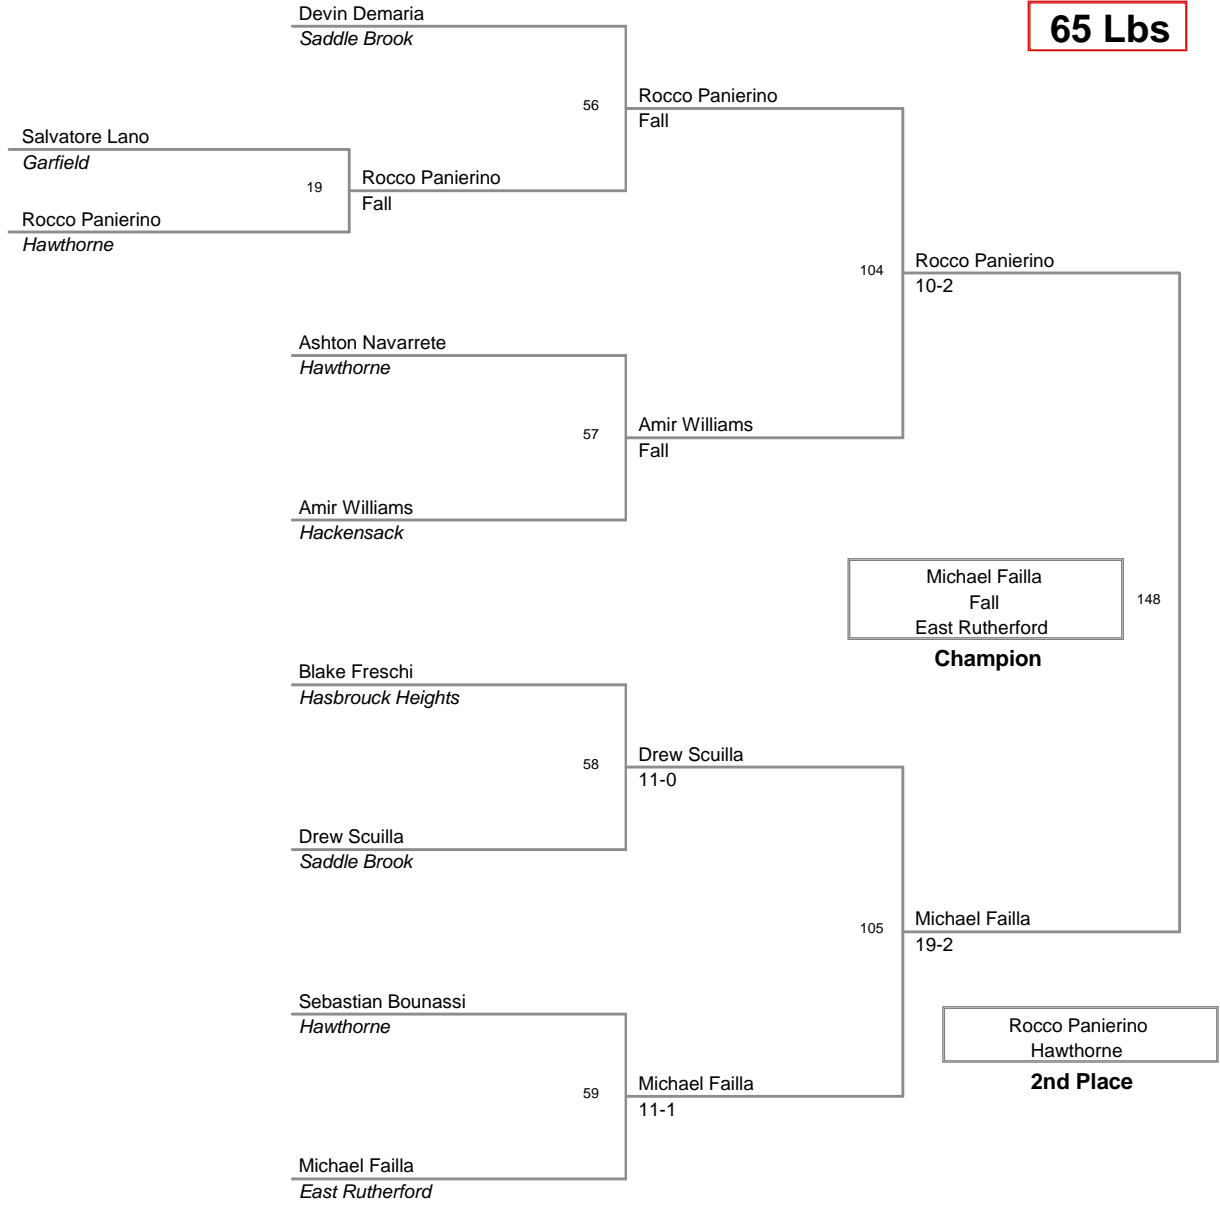 Devin Demaria
Saddle Brook
65 Lbs
56
Rocco Panierino
Fall
Salvatore Lano
Garfield
19
Rocco Panierino
Fall
Rocco Panierino
Hawthorne
104
Rocco Panierino
10-2
Ashton Navarrete
Hawthorne
57
Amir Williams
Fall
Amir Williams
Hackensack
Michael Failla
Fall
East Rutherford
Champion
148
Blake Freschi
Hasbrouck Heights
58
Drew Scuilla
11-0
Drew Scuilla
Saddle Brook
105
Michael Failla
19-2
Sebastian Bounassi
Hawthorne
Rocco Panierino
Hawthorne
2nd Place
59
Michael Failla
11-1
Michael Failla
East Rutherford